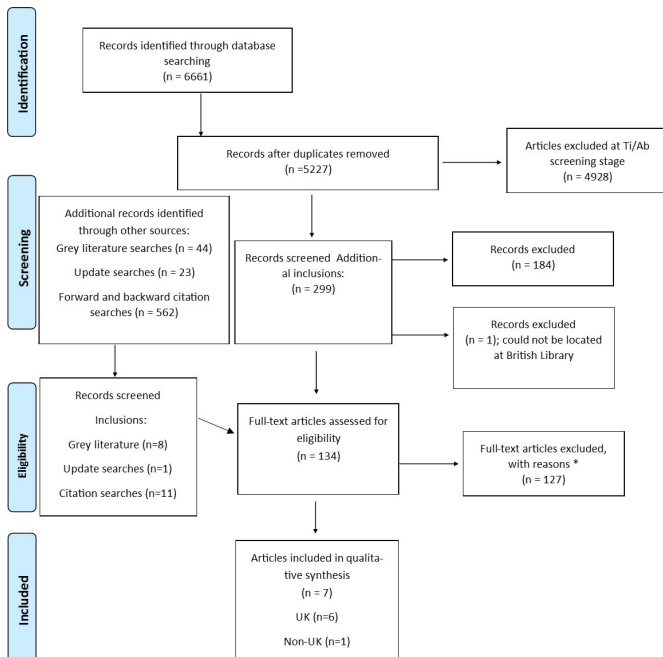 Identification
Records identified through database
searching
(n = 6661)
Records after duplicates removed
(n =5227)
Articles excluded at Ti/Ab
screening stage
(n = 4928)
Screening
Additional records identified
through other sources:
Grey literature searches (n = 44)
Update searches (n = 23)
Forward and backward citation
searches (n = 562)
Records screened Addition-
al inclusions:
(n = 299)
Records excluded
(n = 184)
Records excluded
(n = 1); could not be located
at British Library
Eligibility
Records screened
Inclusions:
Grey literature (n=8)
Update searches (n=1)
Citation searches (n=11)
Full-text articles assessed for
eligibility
(n = 134)
Full-text articles excluded,
with reasons *
(n = 127)
Included
Articles included in qualita-
tive synthesis
(n = 7)
UK (n=6)
Non-UK (n=1)